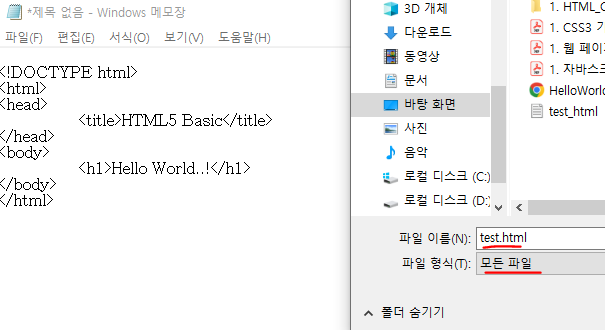 *제목 없음 - Windows 메모장
파일(F) 편집(E) 서식(O) 보기(V) 도움말(H)
<!DOCTYPE html>
<html>
<head>
<title>HTML5 Basic</title>
</head>
<body>
<h1>Hello World..!</h1>
</body>
</html>
3D 개체
다운로드
동영상
문서
바탕 화면
사진
음악
로컬 디스크 (C:)
로컬 디스크 (D:)
1. HTML_
1. CSS3
1. 웹 페이
1. 자바스크
HelloWorld
test_html
파일 이름(N): test.html
파일 형식(T): 모든 파일
폴더 숨기기